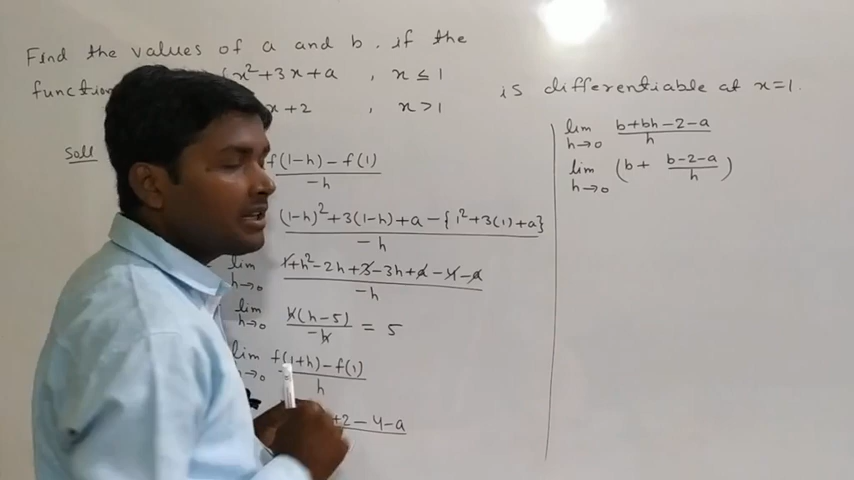 Find the values of a and b, if the
function x² + 3x + a , x ≤ 1
x + 2 , x > 1
is differentiable at x = 1.
Soln
f(1-h) - f(1) / -h
(1-h)² + 3(1-h) + a - {1² + 3(1) + a} / -h
lim h→0 1 + h² - 2h + 3 - 3h + a - 4 - a / -h
lim h→0 h(h-5) / -h = 5
lim h→0 f(1+h) - f(1) / h
+ 2 - 4 - a
lim h→0 b + bh - 2 - a / h
lim h→0 (b + b-2-a / h)